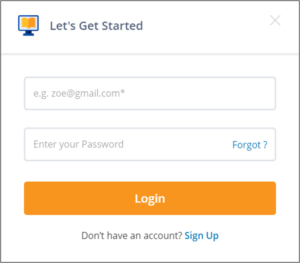 Let's Get Started
e.g. zoe@gmail.com*
Enter your Password Forgot ?
Login
Don't have an account? Sign Up